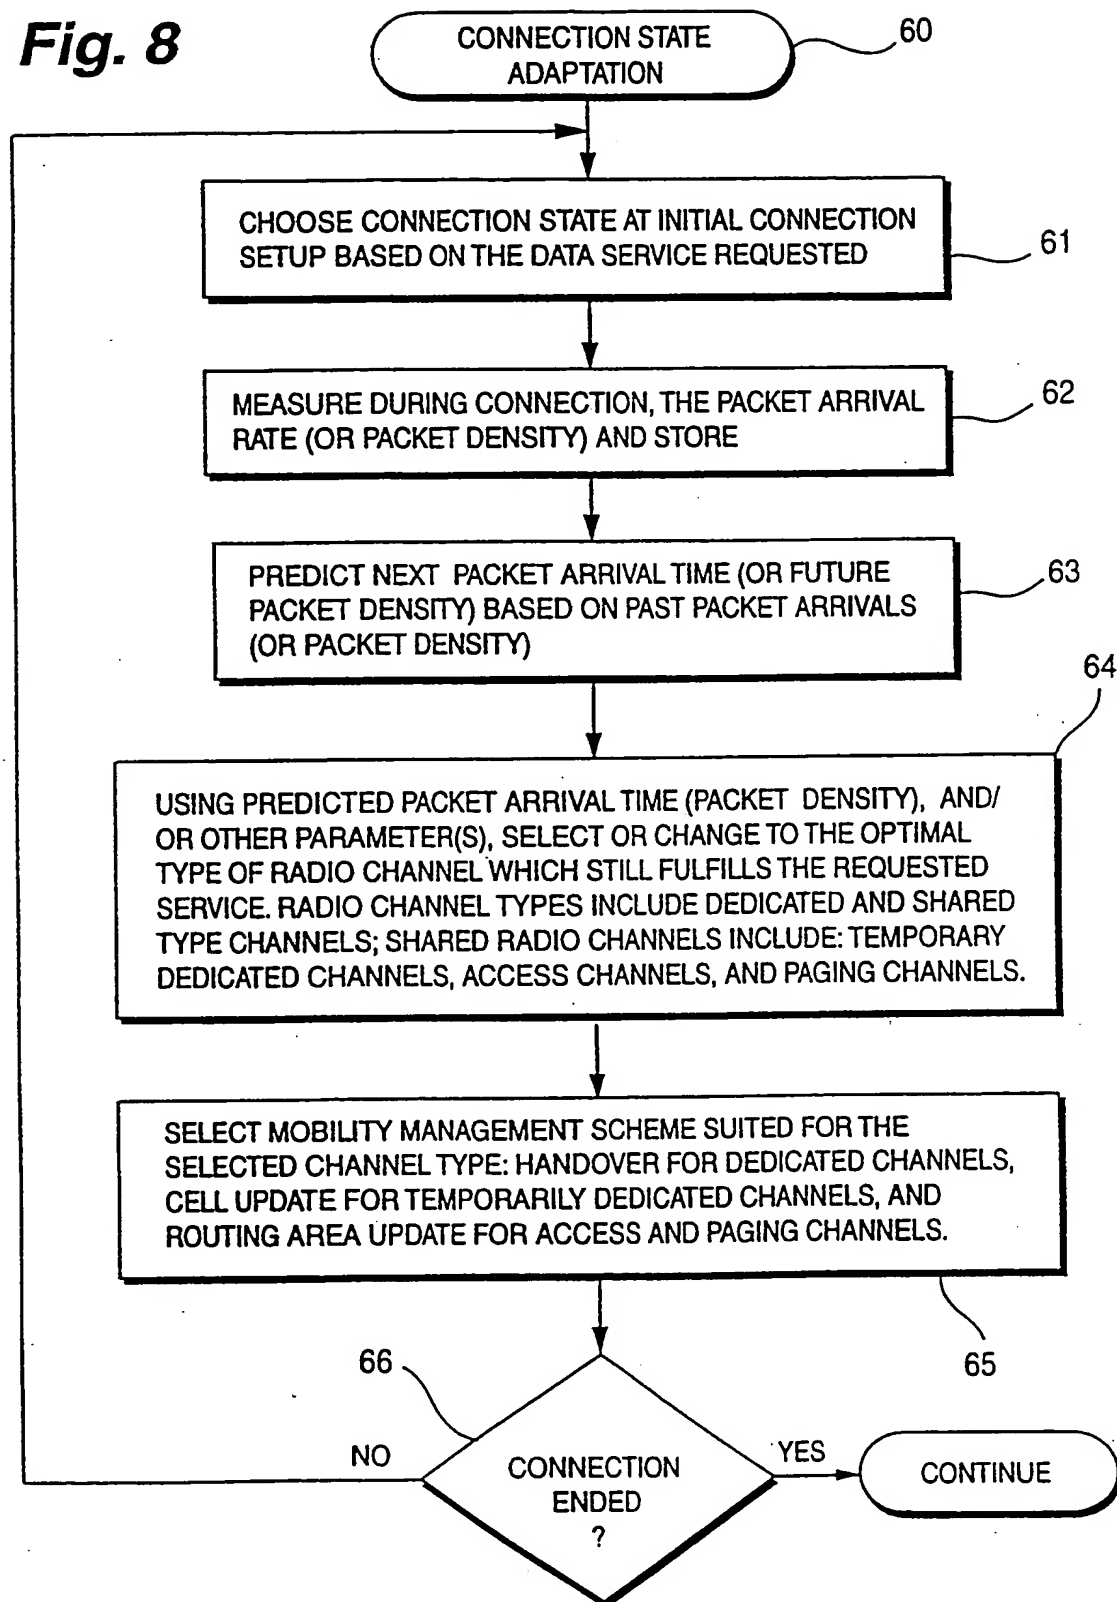 Fig. 8
CONNECTION STATE
ADAPTATION
60
CHOOSE CONNECTION STATE AT INITIAL CONNECTION
SETUP BASED ON THE DATA SERVICE REQUESTED
61
MEASURE DURING CONNECTION, THE PACKET ARRIVAL
RATE (OR PACKET DENSITY) AND STORE
62
PREDICT NEXT PACKET ARRIVAL TIME (OR FUTURE
PACKET DENSITY) BASED ON PAST PACKET ARRIVALS
(OR PACKET DENSITY)
63
64
USING PREDICTED PACKET ARRIVAL TIME (PACKET DENSITY), AND/
OR OTHER PARAMETER(S), SELECT OR CHANGE TO THE OPTIMAL
TYPE OF RADIO CHANNEL WHICH STILL FULFILLS THE REQUESTED
SERVICE. RADIO CHANNEL TYPES INCLUDE DEDICATED AND SHARED
TYPE CHANNELS; SHARED RADIO CHANNELS INCLUDE: TEMPORARY
DEDICATED CHANNELS, ACCESS CHANNELS, AND PAGING CHANNELS.
SELECT MOBILITY MANAGEMENT SCHEME SUITED FOR THE
SELECTED CHANNEL TYPE: HANDOVER FOR DEDICATED CHANNELS,
CELL UPDATE FOR TEMPORARILY DEDICATED CHANNELS, AND
ROUTING AREA UPDATE FOR ACCESS AND PAGING CHANNELS.
65
66
NO
CONNECTION
ENDED
?
YES
CONTINUE